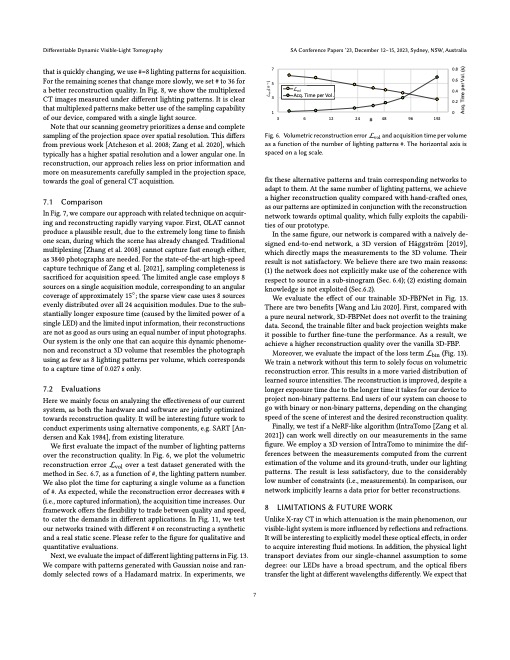 Differentiable Dynamic Visible-Light Tomography
SA Conference Papers '23, December 12–15, 2023, Sydney, NSW, Australia
that is quickly changing, we use #=8 lighting patterns for acquisition.
For the remaining scenes that change more slowly, we set # to 36 for
a better reconstruction quality. In Fig. 8, we show the multiplexed
CT images measured under different lighting patterns. It is clear
that multiplexed patterns make better use of the sampling capability
of our device, compared with a single light source.
Note that our scanning geometry prioritizes a dense and complete
sampling of the projection space over spatial resolution. This differs
from previous work [Atcheson et al. 2008; Zang et al. 2020], which
typically has a higher spatial resolution and a lower angular one. In
reconstruction, our approach relies less on prior information and
more on measurements carefully sampled in the projection space,
towards the goal of general CT acquisition.
7.1 Comparison
In Fig. 7, we compare our approach with related technique on acquir-
ing and reconstructing rapidly varying vapor. First, OLAT cannot
produce a plausible result, due to the extremely long time to finish
one scan, during when the scene has already changed. Traditional
multiplexing [Zhang et al. 2008] cannot capture fast enough either,
as 3840 photographs are needed. For the state-of-the-art high-speed
capture technique of Zang et al. [2021], sampling completeness is
sacrificed for acquisition speed. The limited angle case employs 8
sources on a single acquisition module, corresponding to an angular
coverage of approximately 15°; the sparse view case uses 8 sources
evenly distributed over all 24 acquisition modules. Due to the sub-
stantially longer exposure time (caused by the limited power of a
single LED) and the limited input information, their reconstructions
are not as good as ours using an equal number of input photographs.
Our system is the only one that can acquire this dynamic phenome-
non and reconstruct a 3D volume that resembles the photograph
using as few as 8 lighting patterns per volume, which corresponds
to a capture time of 0.027 s only.
7.2 Evaluations
Here we mainly focus on analyzing the effectiveness of our current
system, as both the hardware and software are jointly optimized
towards reconstruction quality. It will be interesting future work to
conduct experiments using alternative components, e.g. SART [An-
dersen and Kak 1984], from existing literature.
We first evaluate the impact of the number of lighting patterns
over the reconstruction quality. In Fig. 6, we plot the volumetric
reconstruction error ℒvol over a test dataset generated with the
method in Sec. 6.7, as a function of #, the lighting pattern number.
We also plot the time for capturing a single volume as a function
of #. As expected, while the reconstruction error decreases with #
(i.e., more captured information), the acquisition time increases. Our
framework offers the flexibility to trade between quality and speed,
to cater the demands in different applications. In Fig. 11, we test
our networks trained with different # on reconstructing a synthetic
and a real static scene. Please refer to the figure for qualitative and
quantitative evaluations.
Next, we evaluate the impact of different lighting patterns in Fig. 13.
We compare with patterns generated with Gaussian noise and ran-
domly selected rows of a Hadamard matrix. In experiments, we
7
5
3
1
0.8
0.6
0.4
0.2
0
Acq. Time per Vol. (s)
ℒvol
Acq. Time per Vol.
3
6
12
24
#
48
96
192
Fig. 6. Volumetric reconstruction error ℒvol and acquisition time per volume
as a function of the number of lighting patterns #. The horizontal axis is
spaced on a log scale.
fix these alternative patterns and train corresponding networks to
adapt to them. At the same number of lighting patterns, we achieve
a higher reconstruction quality compared with hand-crafted ones,
as our patterns are optimized in conjunction with the reconstruction
network towards optimal quality, which fully exploits the capabili-
ties of our prototype.
In the same figure, our network is compared with a naïvely de-
signed end-to-end network, a 3D version of Häggström [2019],
which directly maps the measurements to the 3D volume. Their
result is not satisfactory. We believe there are two main reasons:
(1) the network does not explicitly make use of the coherence with
respect to source in a sub-sinogram (Sec. 6.4); (2) existing domain
knowledge is not exploited (Sec.6.2).
We evaluate the effect of our trainable 3D-FBPNet in Fig. 13.
There are two benefits [Wang and Liu 2020]. First, compared with
a pure neural network, 3D-FBPNet does not overfit to the training
data. Second, the trainable filter and back projection weights make
it possible to further fine-tune the performance. As a result, we
achieve a higher reconstruction quality over the vanilla 3D-FBP.
Moreover, we evaluate the impact of the loss term ℒbin (Fig. 13).
We train a network without this term to solely focus on volumetric
reconstruction error. This results in a more varied distribution of
learned source intensities. The reconstruction is improved, despite a
longer exposure time due to the longer time it takes for our device to
project non-binary patterns. End users of our system can choose to
go with binary or non-binary patterns, depending on the changing
speed of the scene of interest and the desired reconstruction quality.
Finally, we test if a NeRF-like algorithm (IntraTomo [Zang et al.
2021]) can work well directly on our measurements in the same
figure. We employ a 3D version of IntraTomo to minimize the dif-
ferences between the measurements computed from the current
estimation of the volume and its ground-truth, under our lighting
patterns. The result is less satisfactory, due to the considerably
low number of constraints (i.e., measurements). In comparison, our
network implicitly learns a data prior for better reconstructions.
8 LIMITATIONS & FUTURE WORK
Unlike X-ray CT in which attenuation is the main phenomenon, our
visible-light system is more influenced by reflections and refractions.
It will be interesting to explicitly model these optical effects, in order
to acquire interesting fluid motions. In addition, the physical light
transport deviates from our single-channel assumption to some
degree: our LEDs have a broad spectrum, and the optical fibers
transfer the light at different wavelengths differently. We expect that
7